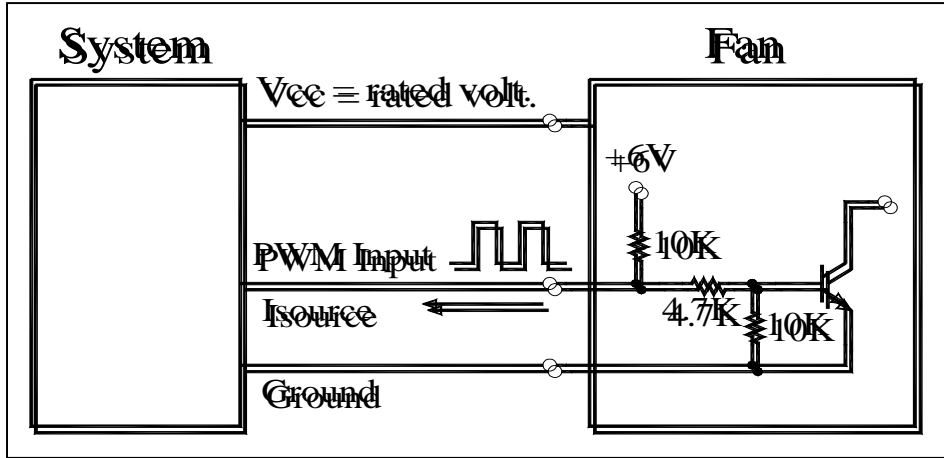 System
Fan
Vcc = rated volt.
+6V
10K
PWM Input
Isource
4.7K
10K
Ground